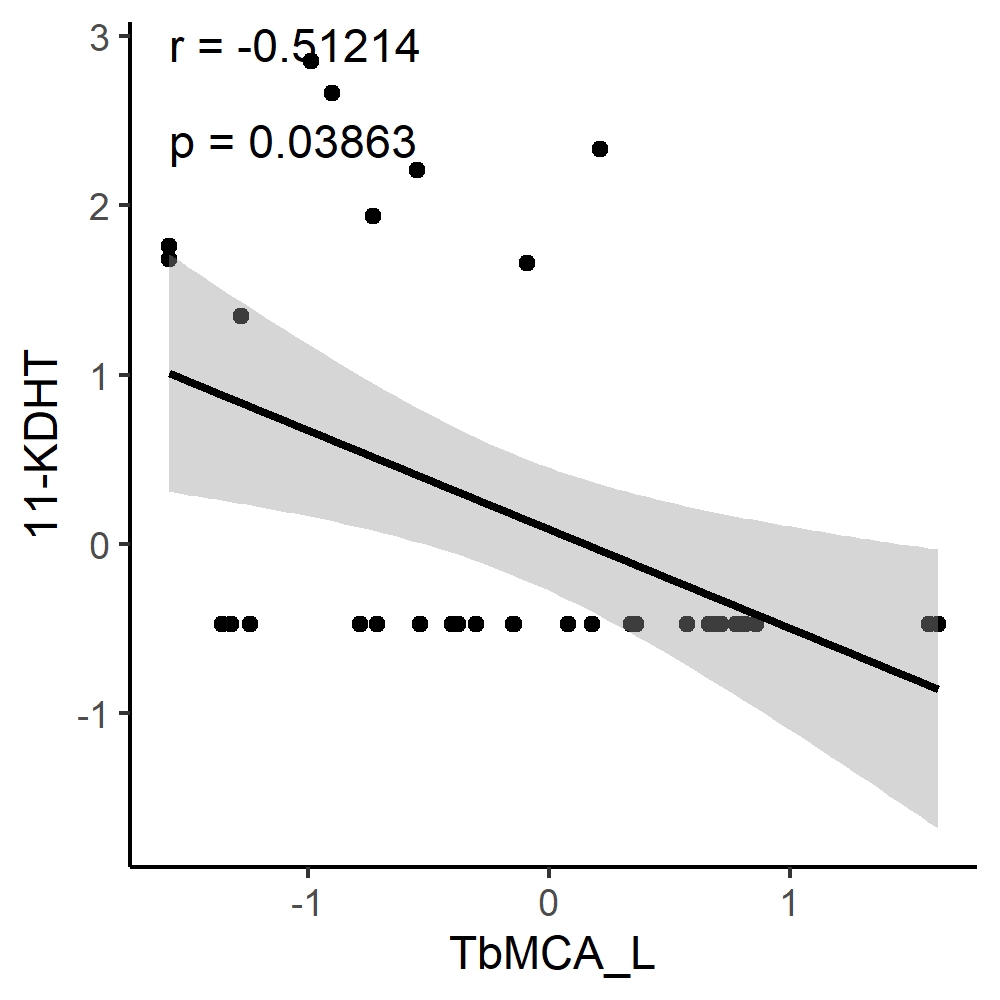 r = -0.51214
p = 0.03863
3
2
1
0
-1
11-KDHT
-1 0 1
TbMCA_L